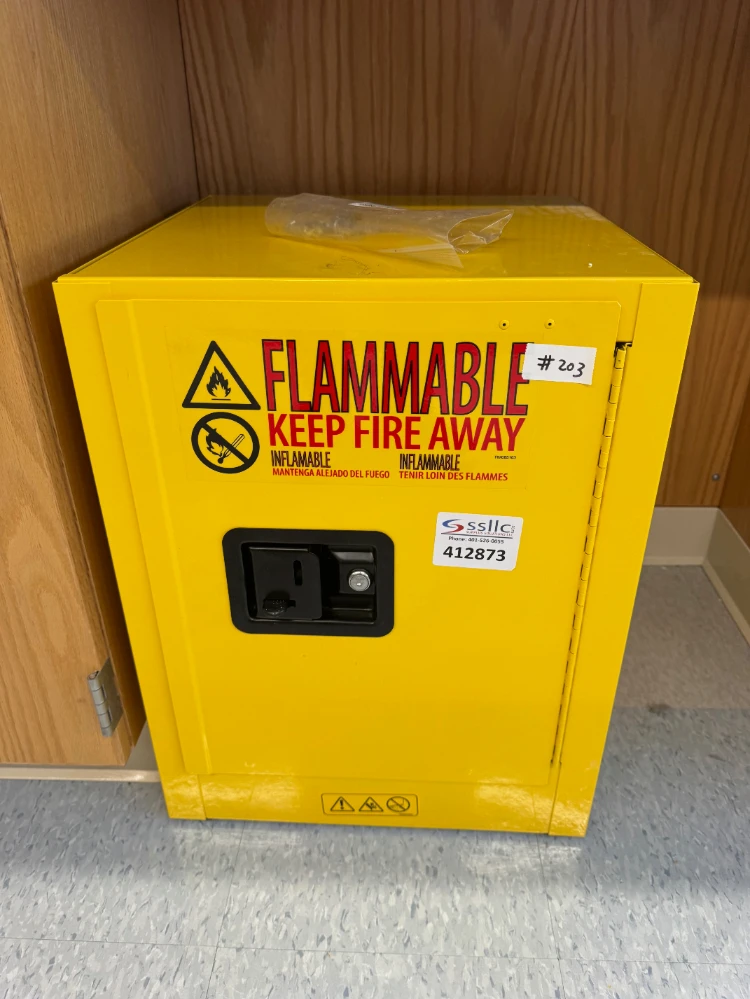 FLAMMABLE
#203
KEEP FIRE AWAY
INFLAMABLE
MANTENGA ALEJADO DEL FUEGO
INFLAMMABLE
TENIR LOIN DES FLAMMES
ssllc
412873